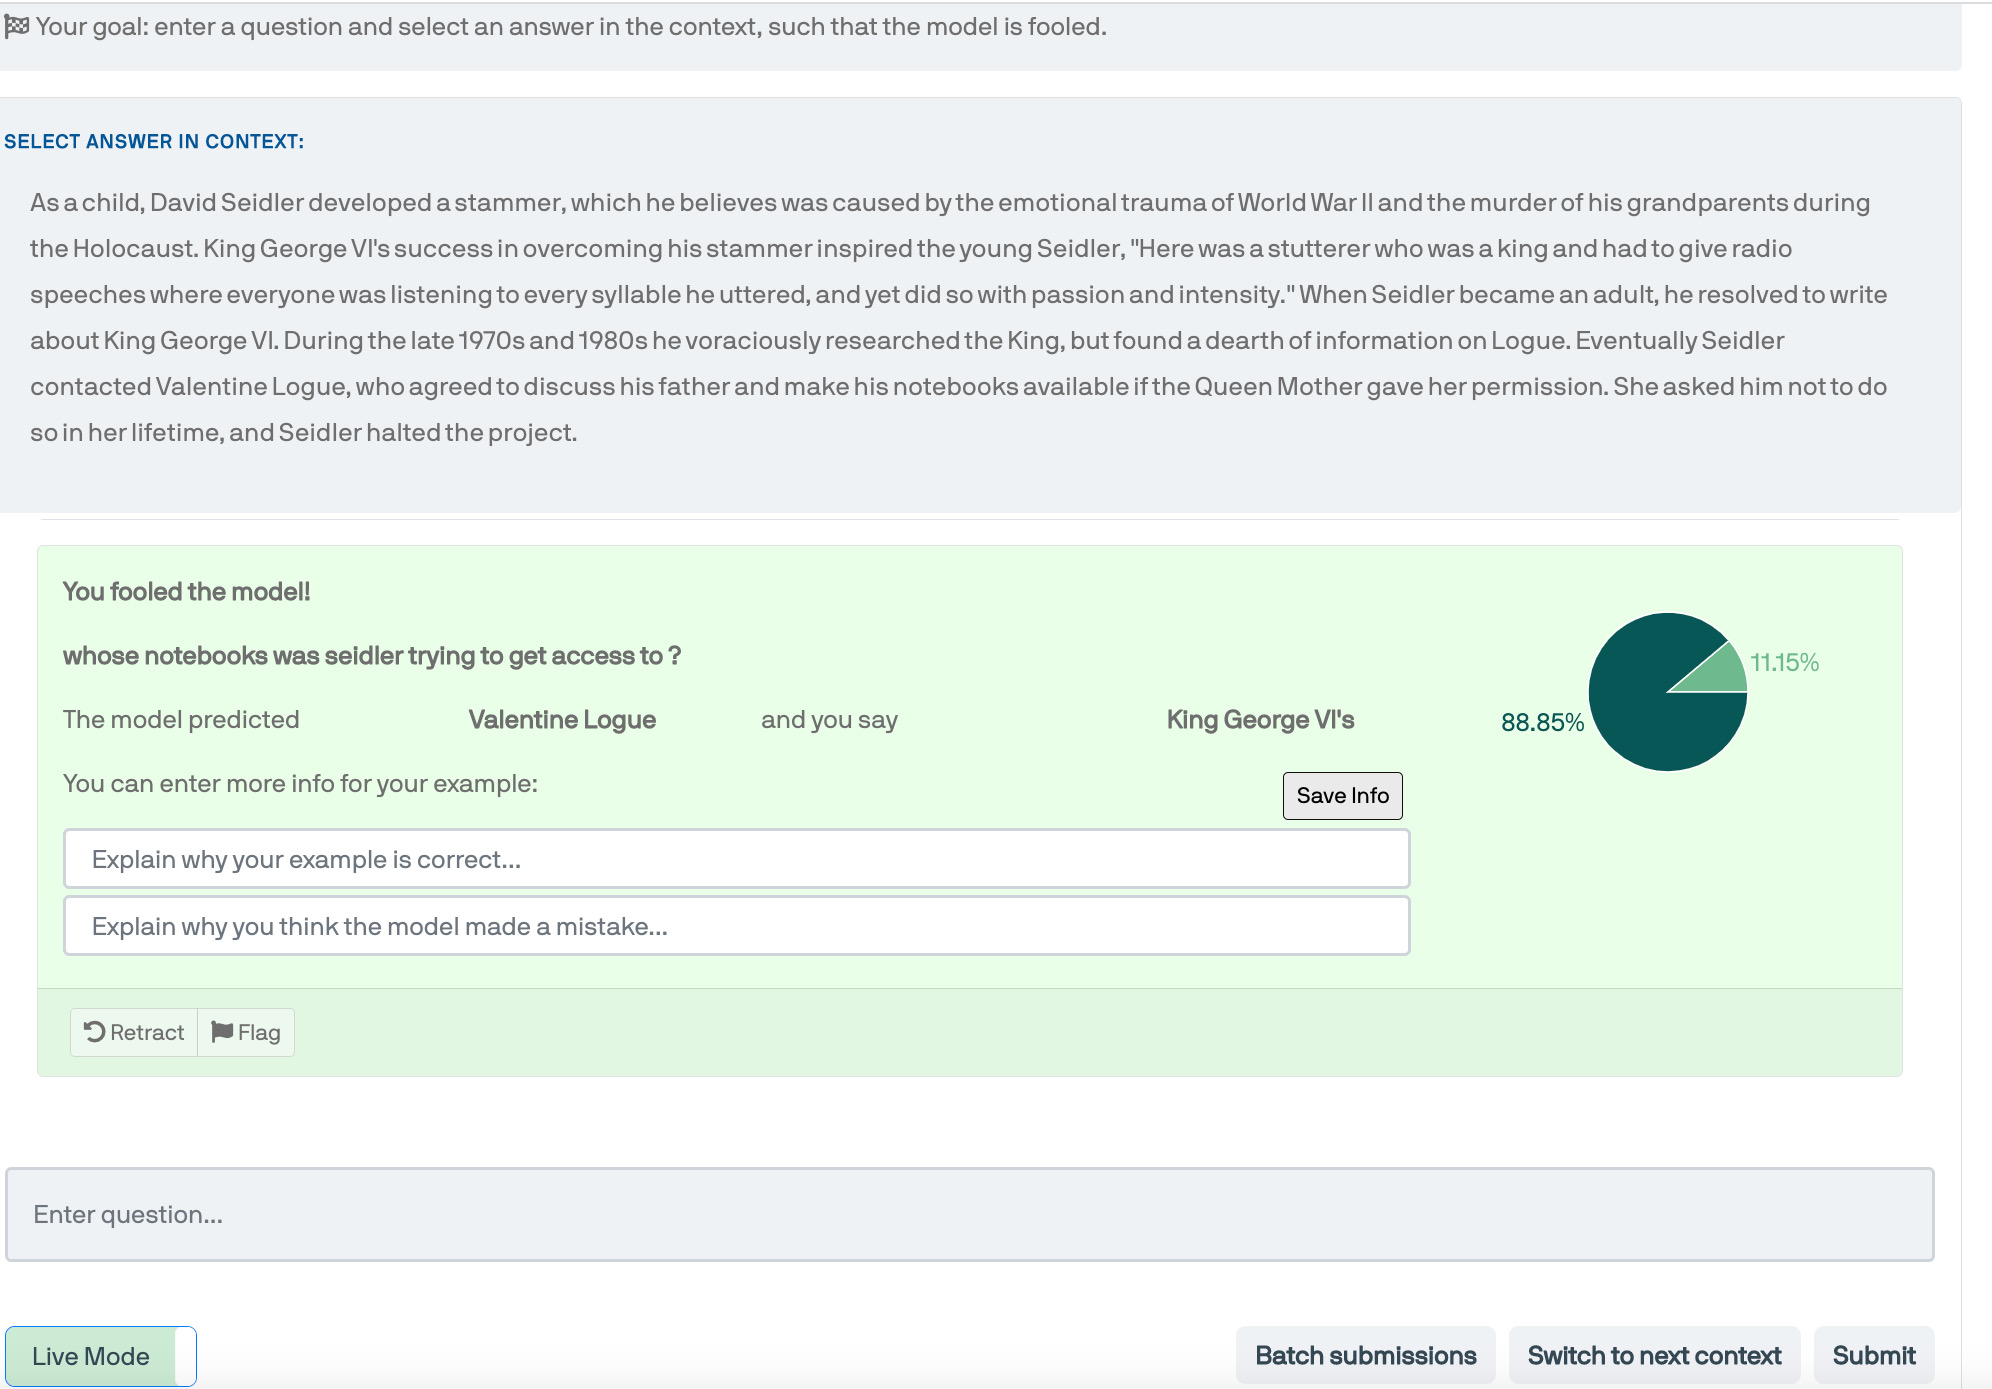 Your goal: enter a question and select an answer in the context, such that the model is fooled.
SELECT ANSWER IN CONTEXT:
As a child, David Seidler developed a stammer, which he believes was caused by the emotional trauma of World War II and the murder of his grandparents during
the Holocaust. King George VI's success in overcoming his stammer inspired the young Seidler, "Here was a stutterer who was a king and had to give radio
speeches where everyone was listening to every syllable he uttered, and yet did so with passion and intensity." When Seidler became an adult, he resolved to write
about King George VI. During the late 1970s and 1980s he voraciously researched the King, but found a dearth of information on Logue. Eventually Seidler
contacted Valentine Logue, who agreed to discuss his father and make his notebooks available if the Queen Mother gave her permission. She asked him not to do
so in her lifetime, and Seidler halted the project.
You fooled the model!
whose notebooks was seidler trying to get access to ?
The model predicted Valentine Logue and you say King George VI's
11.15%
88.85%
You can enter more info for your example:
Save Info
Explain why your example is correct...
Explain why you think the model made a mistake...
Retract Flag
Enter question...
Live Mode Batch submissions Switch to next context Submit